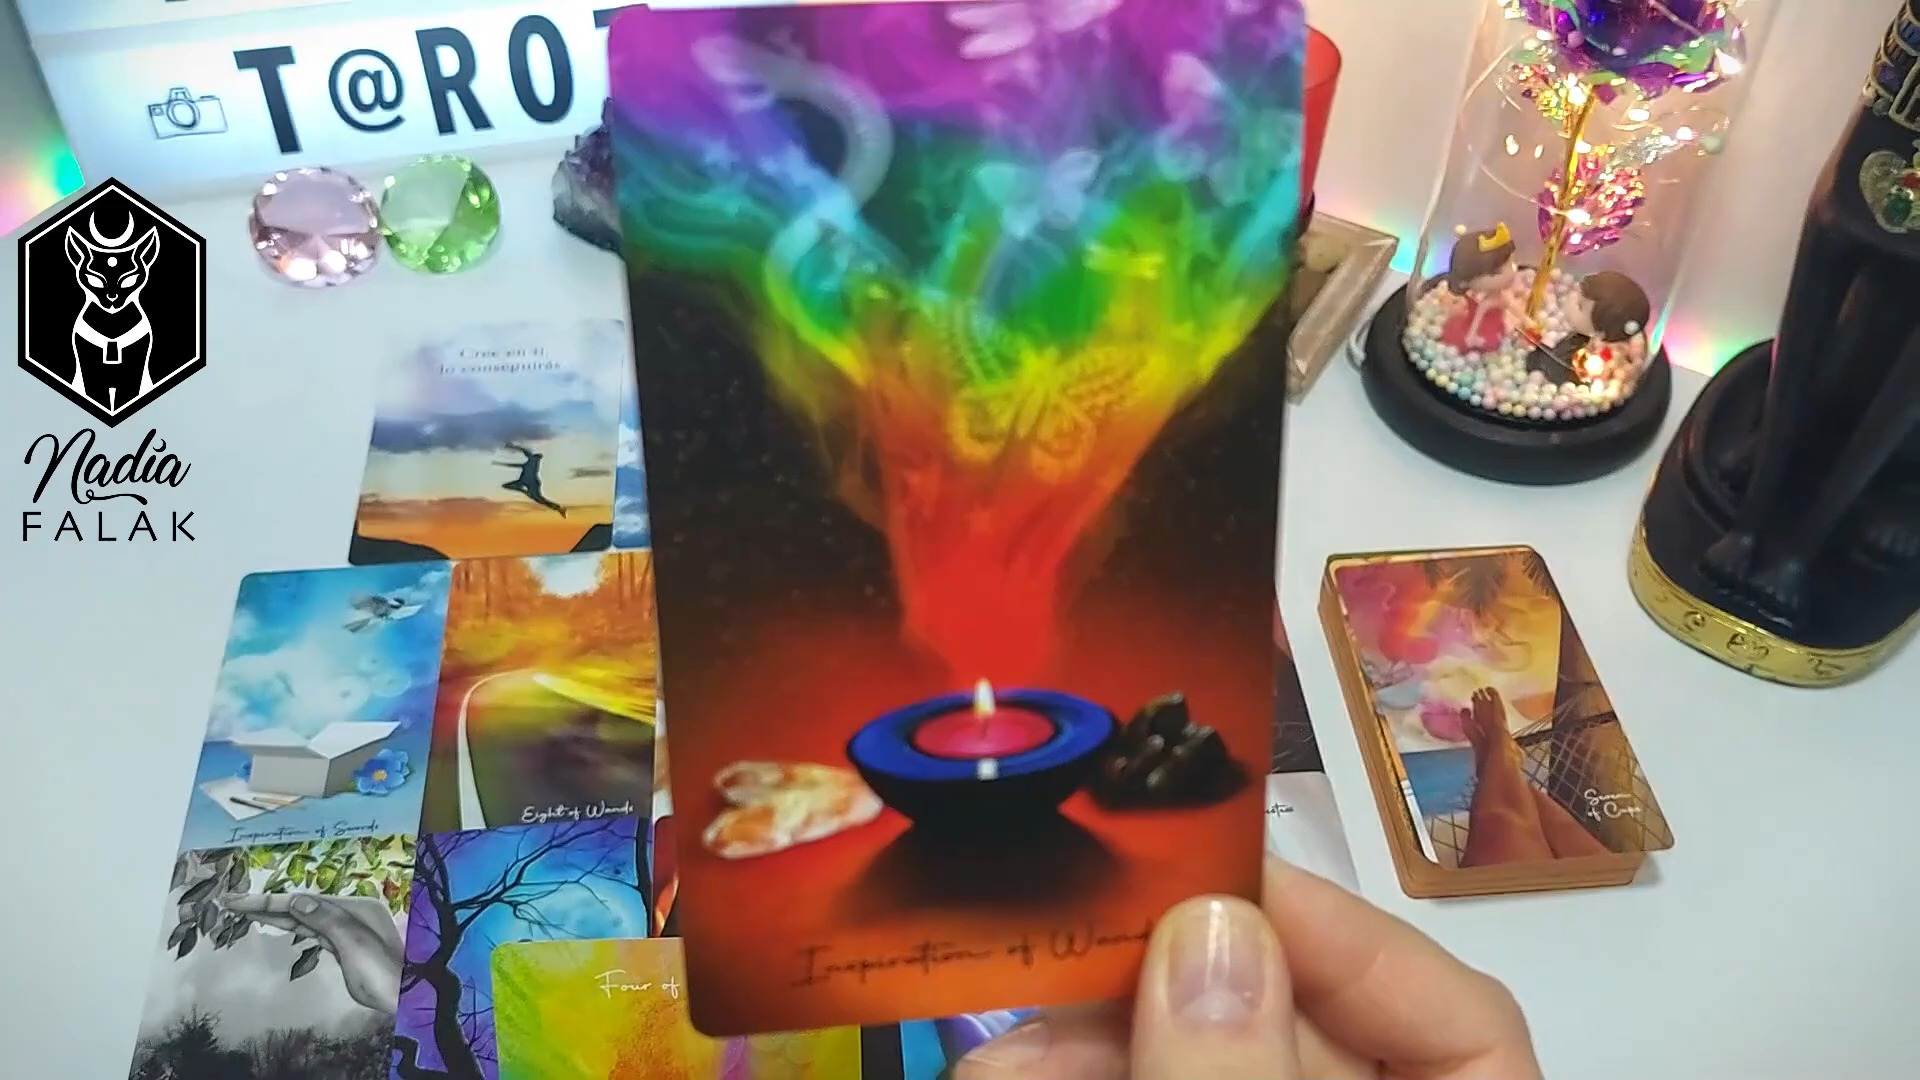 T@ROT
Nadia
FALAK
Cree en ti,
lo conseguirás
Inspiration of Swords
Eight of Wands
Four of
Inspiration of Wands
Seven
of Cups